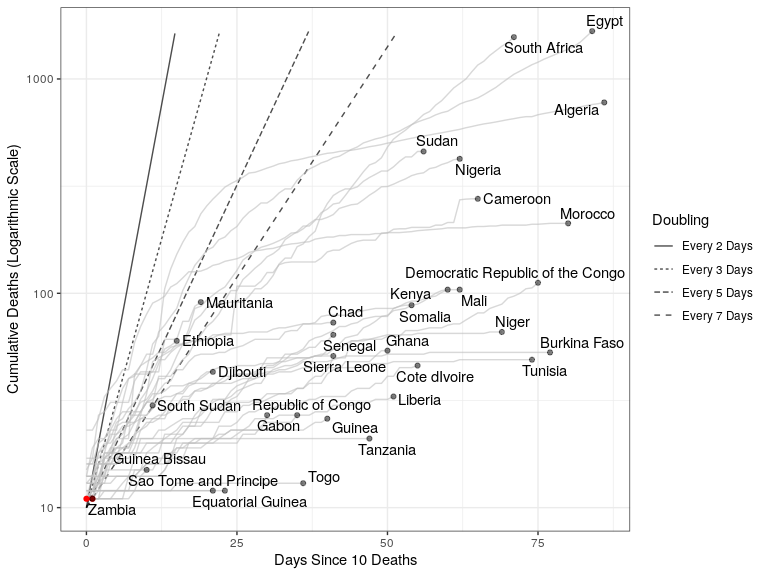 Egypt
South Africa
1000
Algeria
Sudan
Nigeria
Cameroon
Morocco
Doubling
Every 2 Days
Every 3 Days
Every 5 Days
Every 7 Days
Cumulative Deaths (Logarithmic Scale)
Democratic Republic of the Congo
100
Kenya
Mali
Mauritania
Chad
Somalia
Niger
Ethiopia
Senegal
Ghana
Burkina Faso
Sierra Leone
Tunisia
Djibouti
Cote dIvoire
South Sudan
Republic of Congo
Liberia
Gabon
Guinea
Tanzania
Guinea Bissau
Sao Tome and Principe
Togo
Equatorial Guinea
10
Zambia
0
25
50
75
Days Since 10 Deaths